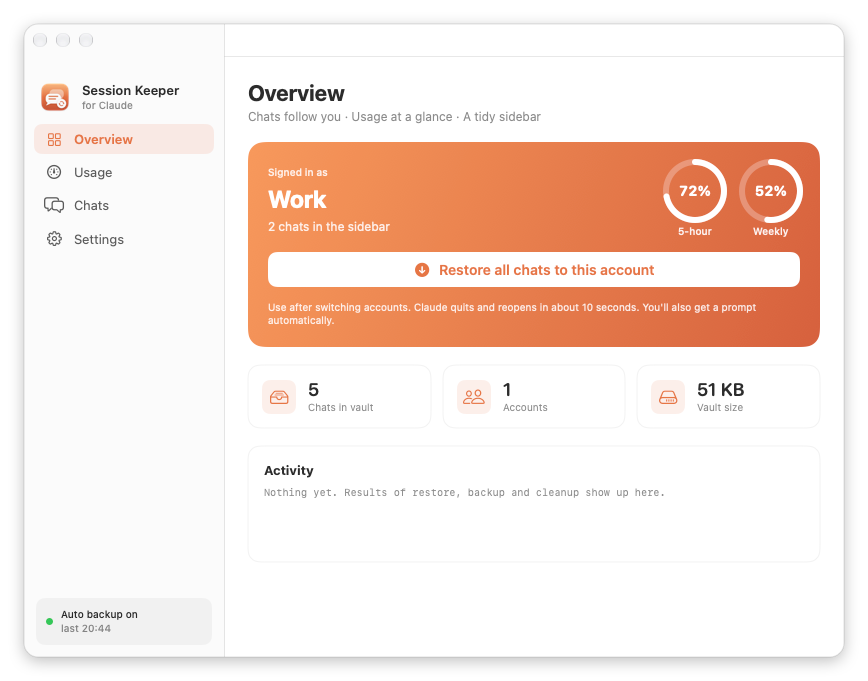 Session Keeper
for Claude
Overview
Usage
Chats
Settings
Auto backup on
last 20:44
Overview
Chats follow you · Usage at a glance · A tidy sidebar
Signed in as
Work
2 chats in the sidebar
72%
5-hour
52%
Weekly
Restore all chats to this account
Use after switching accounts. Claude quits and reopens in about 10 seconds. You'll also get a prompt
automatically.
5
Chats in vault
1
Accounts
51 KB
Vault size
Activity
Nothing yet. Results of restore, backup and cleanup show up here.